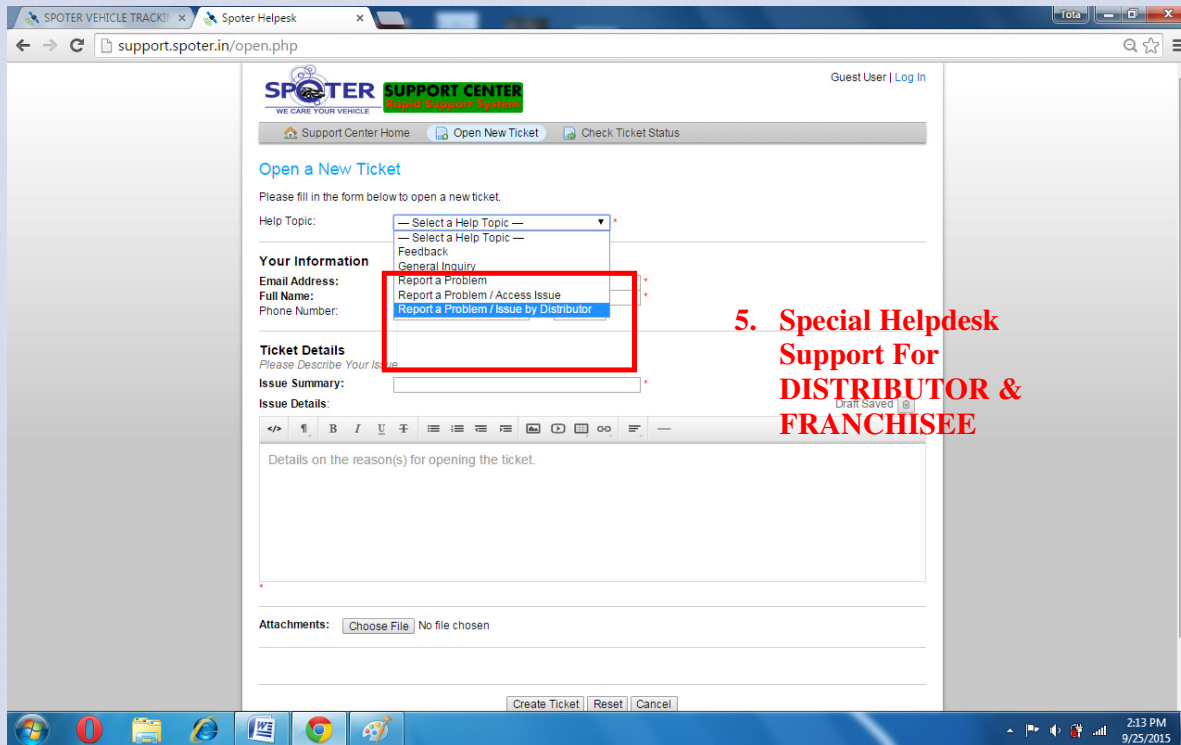 SPOTER VEHICLE TRACKI
Spoter Helpesk
Tota
support.spoter.in/open.php
SPOTER
WE CARE YOUR VEHICLE
SUPPORT CENTER
Rapid Support System
Guest User | Log In
Support Center Home
Open New Ticket
Check Ticket Status
Open a New Ticket
Please fill in the form below to open a new ticket.
Help Topic:
— Select a Help Topic — *
— Select a Help Topic —
Feedback
General Inquiry
Report a Problem
Report a Problem / Access Issue
Report a Problem / Issue by Distributor
Your Information
Email Address: *
Full Name: *
Phone Number:
5. Special Helpdesk
Support For
DISTRIBUTOR &
FRANCHISEE
Ticket Details
Please Describe Your Issue
Issue Summary: *
Issue Details:
Draft Saved
Details on the reason(s) for opening the ticket.
*
Attachments: Choose File No file chosen
Create Ticket Reset Cancel
2:13 PM
9/25/2015